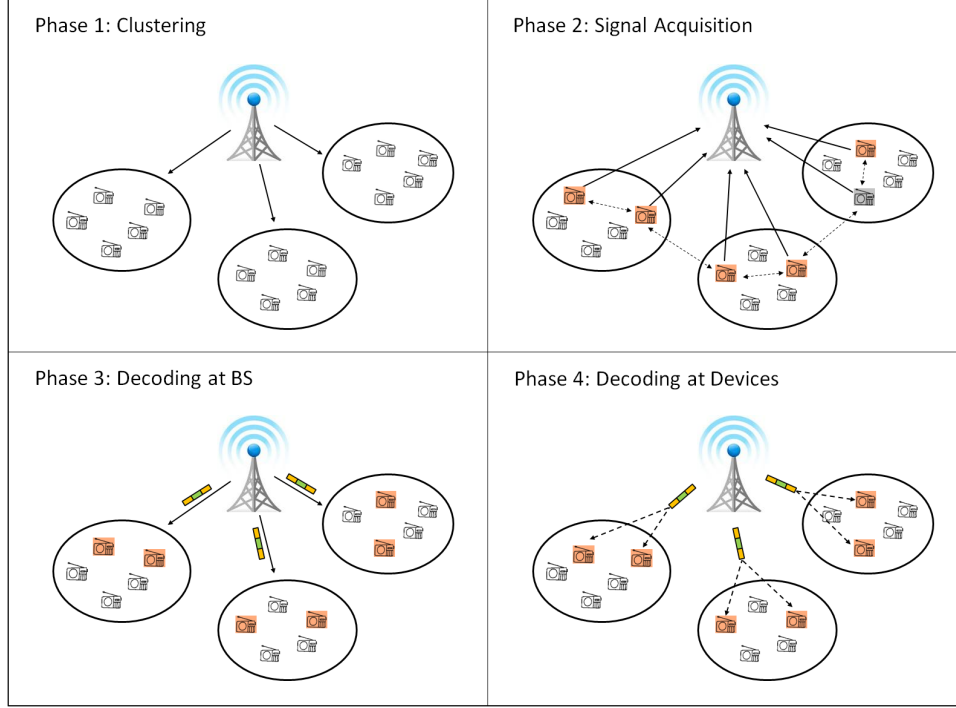 Phase 1: Clustering
Phase 2: Signal Acquisition
Phase 3: Decoding at BS
Phase 4: Decoding at Devices